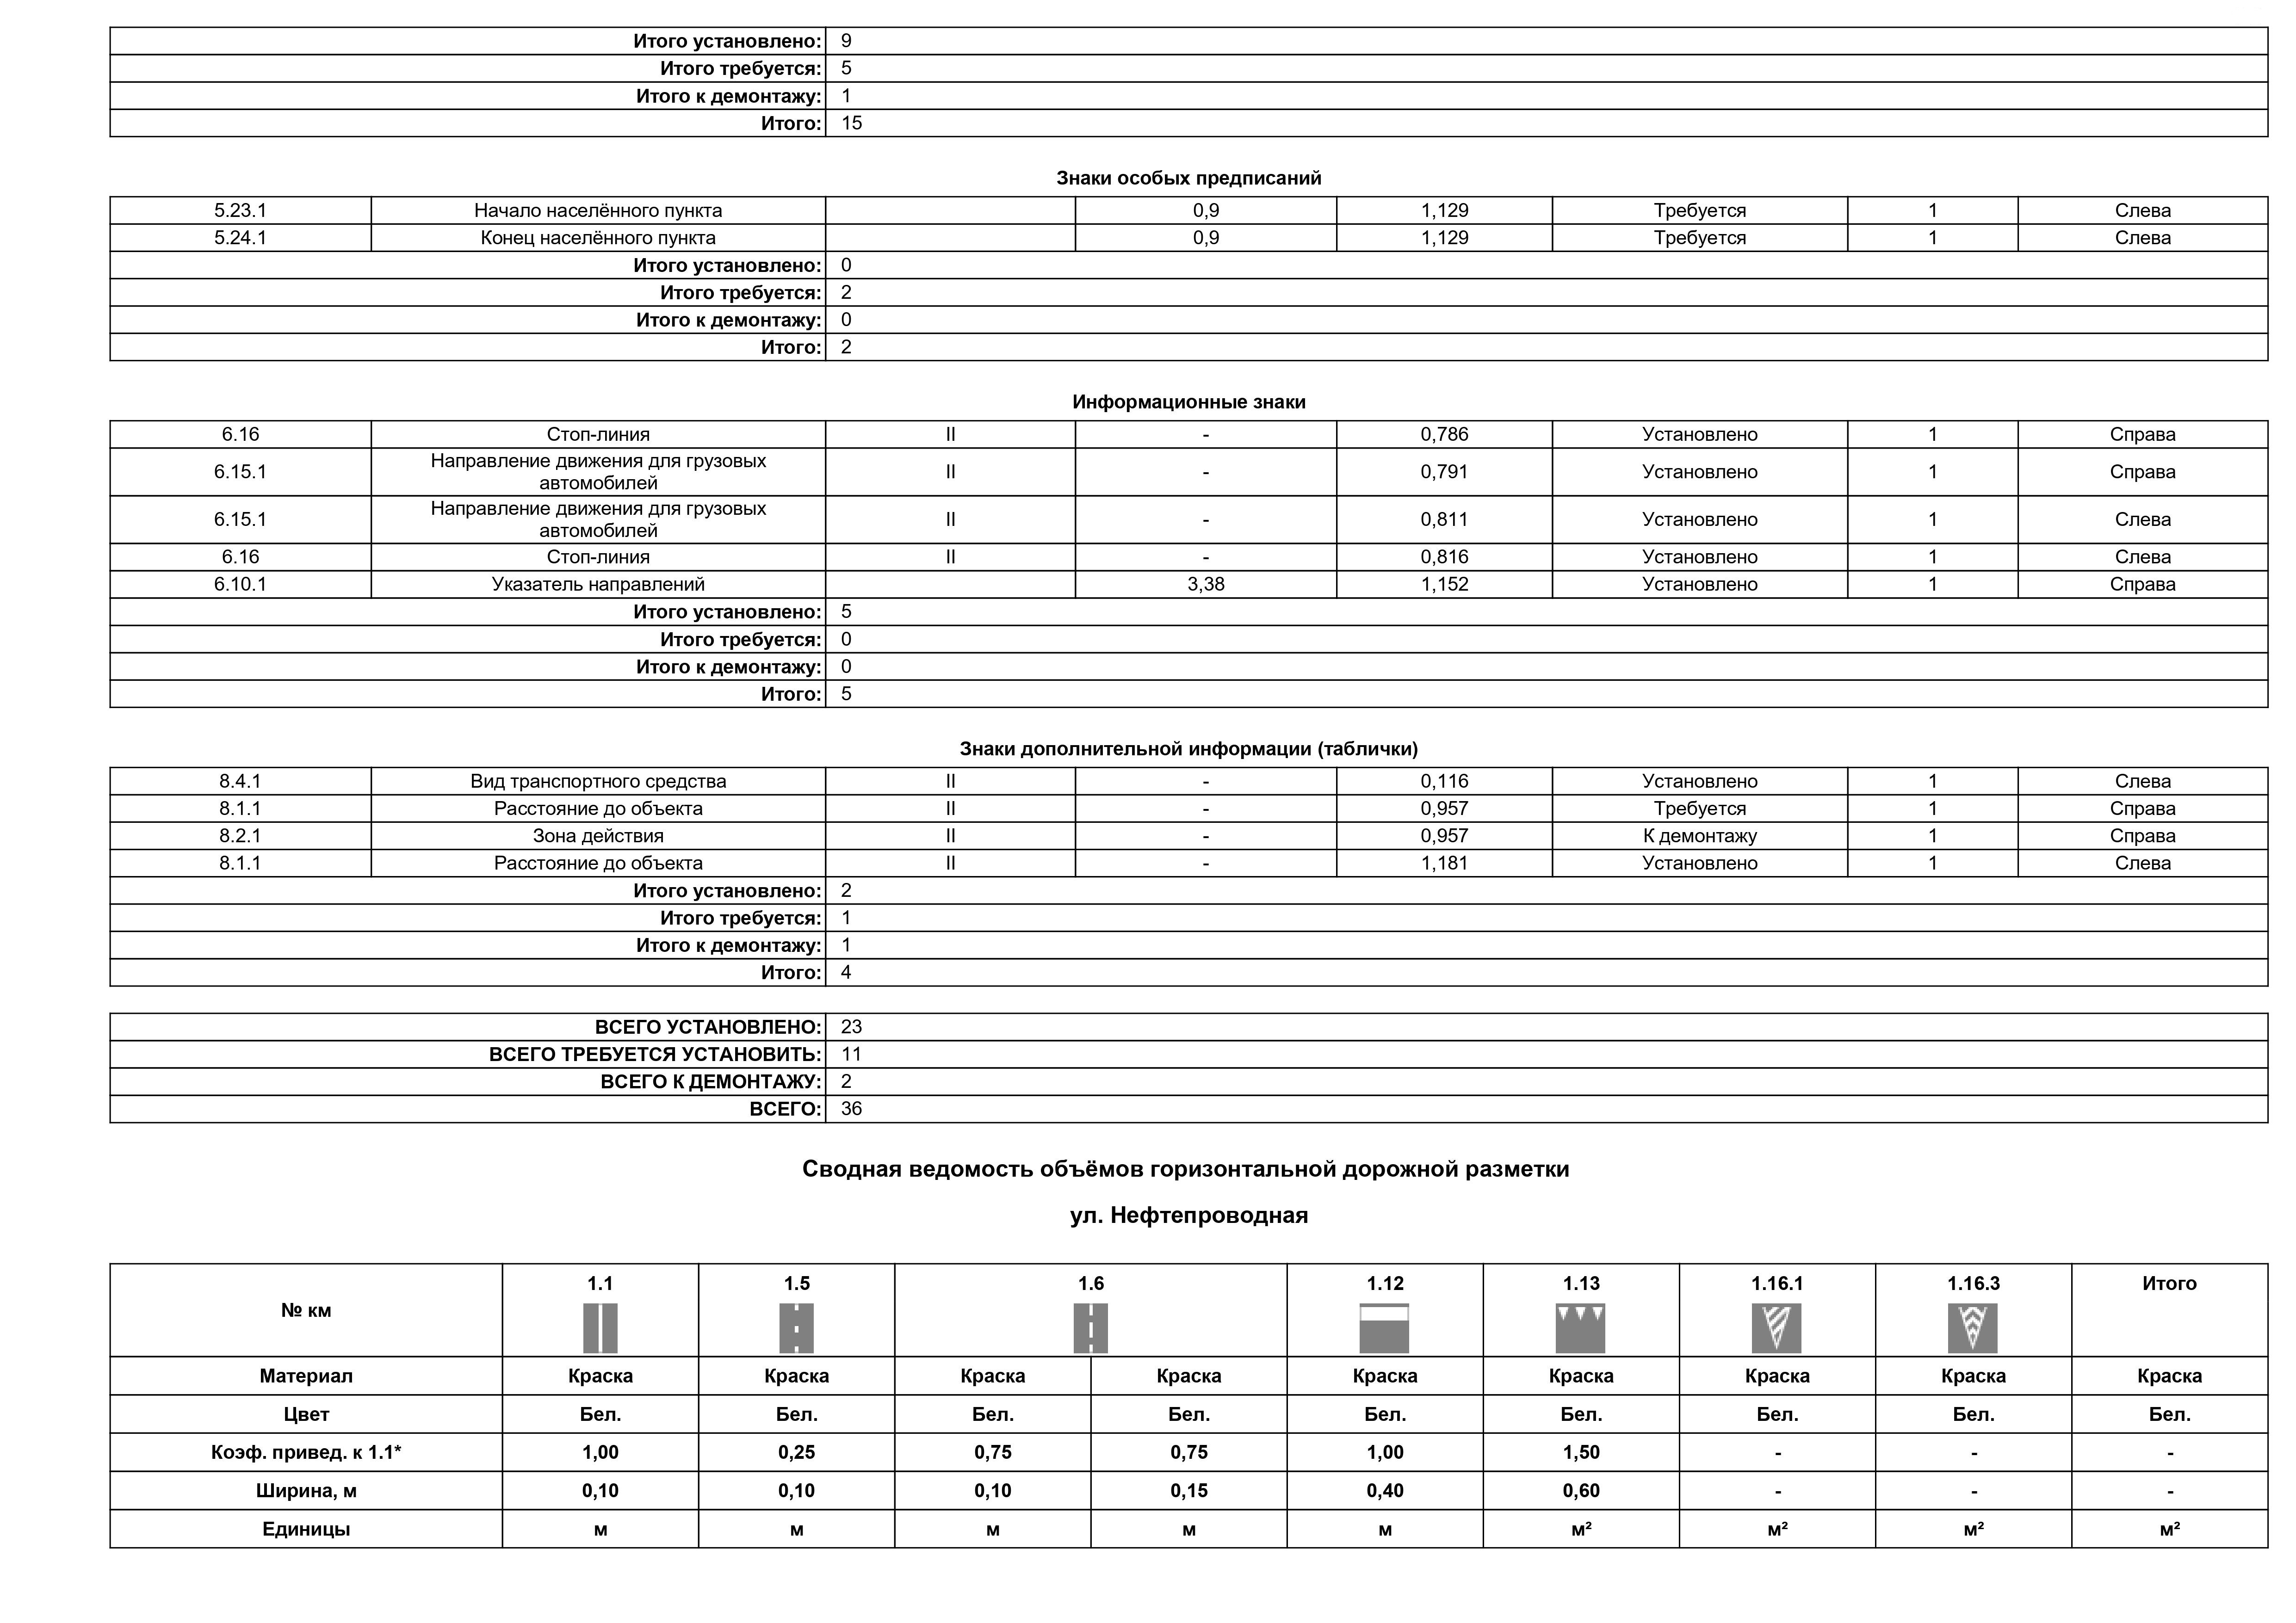 Итого установлено: 9
Итого требуется: 5
Итого к демонтажу: 1
Итого: 15
Знаки особых предписаний
5.23.1 Начало населённого пункта 0,9 1,129 Требуется 1 Слева
5.24.1 Конец населённого пункта 0,9 1,129 Требуется 1 Слева
Итого установлено: 0
Итого требуется: 2
Итого к демонтажу: 0
Итого: 2
Информационные знаки
6.16 Стоп-линия II - 0,786 Установлено 1 Справа
6.15.1 Направление движения для грузовых
автомобилей II - 0,791 Установлено 1 Справа
6.15.1 Направление движения для грузовых
автомобилей II - 0,811 Установлено 1 Слева
6.16 Стоп-линия II - 0,816 Установлено 1 Слева
6.10.1 Указатель направлений 3,38 1,152 Установлено 1 Справа
Итого установлено: 5
Итого требуется: 0
Итого к демонтажу: 0
Итого: 5
Знаки дополнительной информации (таблички)
8.4.1 Вид транспортного средства II - 0,116 Установлено 1 Слева
8.1.1 Расстояние до объекта II - 0,957 Требуется 1 Справа
8.2.1 Зона действия II - 0,957 К демонтажу 1 Справа
8.1.1 Расстояние до объекта II - 1,181 Установлено 1 Слева
Итого установлено: 2
Итого требуется: 1
Итого к демонтажу: 1
Итого: 4
ВСЕГО УСТАНОВЛЕНО: 23
ВСЕГО ТРЕБУЕТСЯ УСТАНОВИТЬ: 11
ВСЕГО К ДЕМОНТАЖУ: 2
ВСЕГО: 36
Сводная ведомость объёмов горизонтальной дорожной разметки
ул. Нефтепроводная
№ км 1.1 1.5 1.6 1.12 1.13 1.16.1 1.16.3 Итого
Материал Краска Краска Краска Краска Краска Краска Краска Краска Краска
Цвет Бел. Бел. Бел. Бел. Бел. Бел. Бел. Бел. Бел.
Коэф. привед. к 1.1* 1,00 0,25 0,75 0,75 1,00 1,50 - - -
Ширина, м 0,10 0,10 0,10 0,15 0,40 0,60 - - -
Единицы м м м м м м² м² м² м²